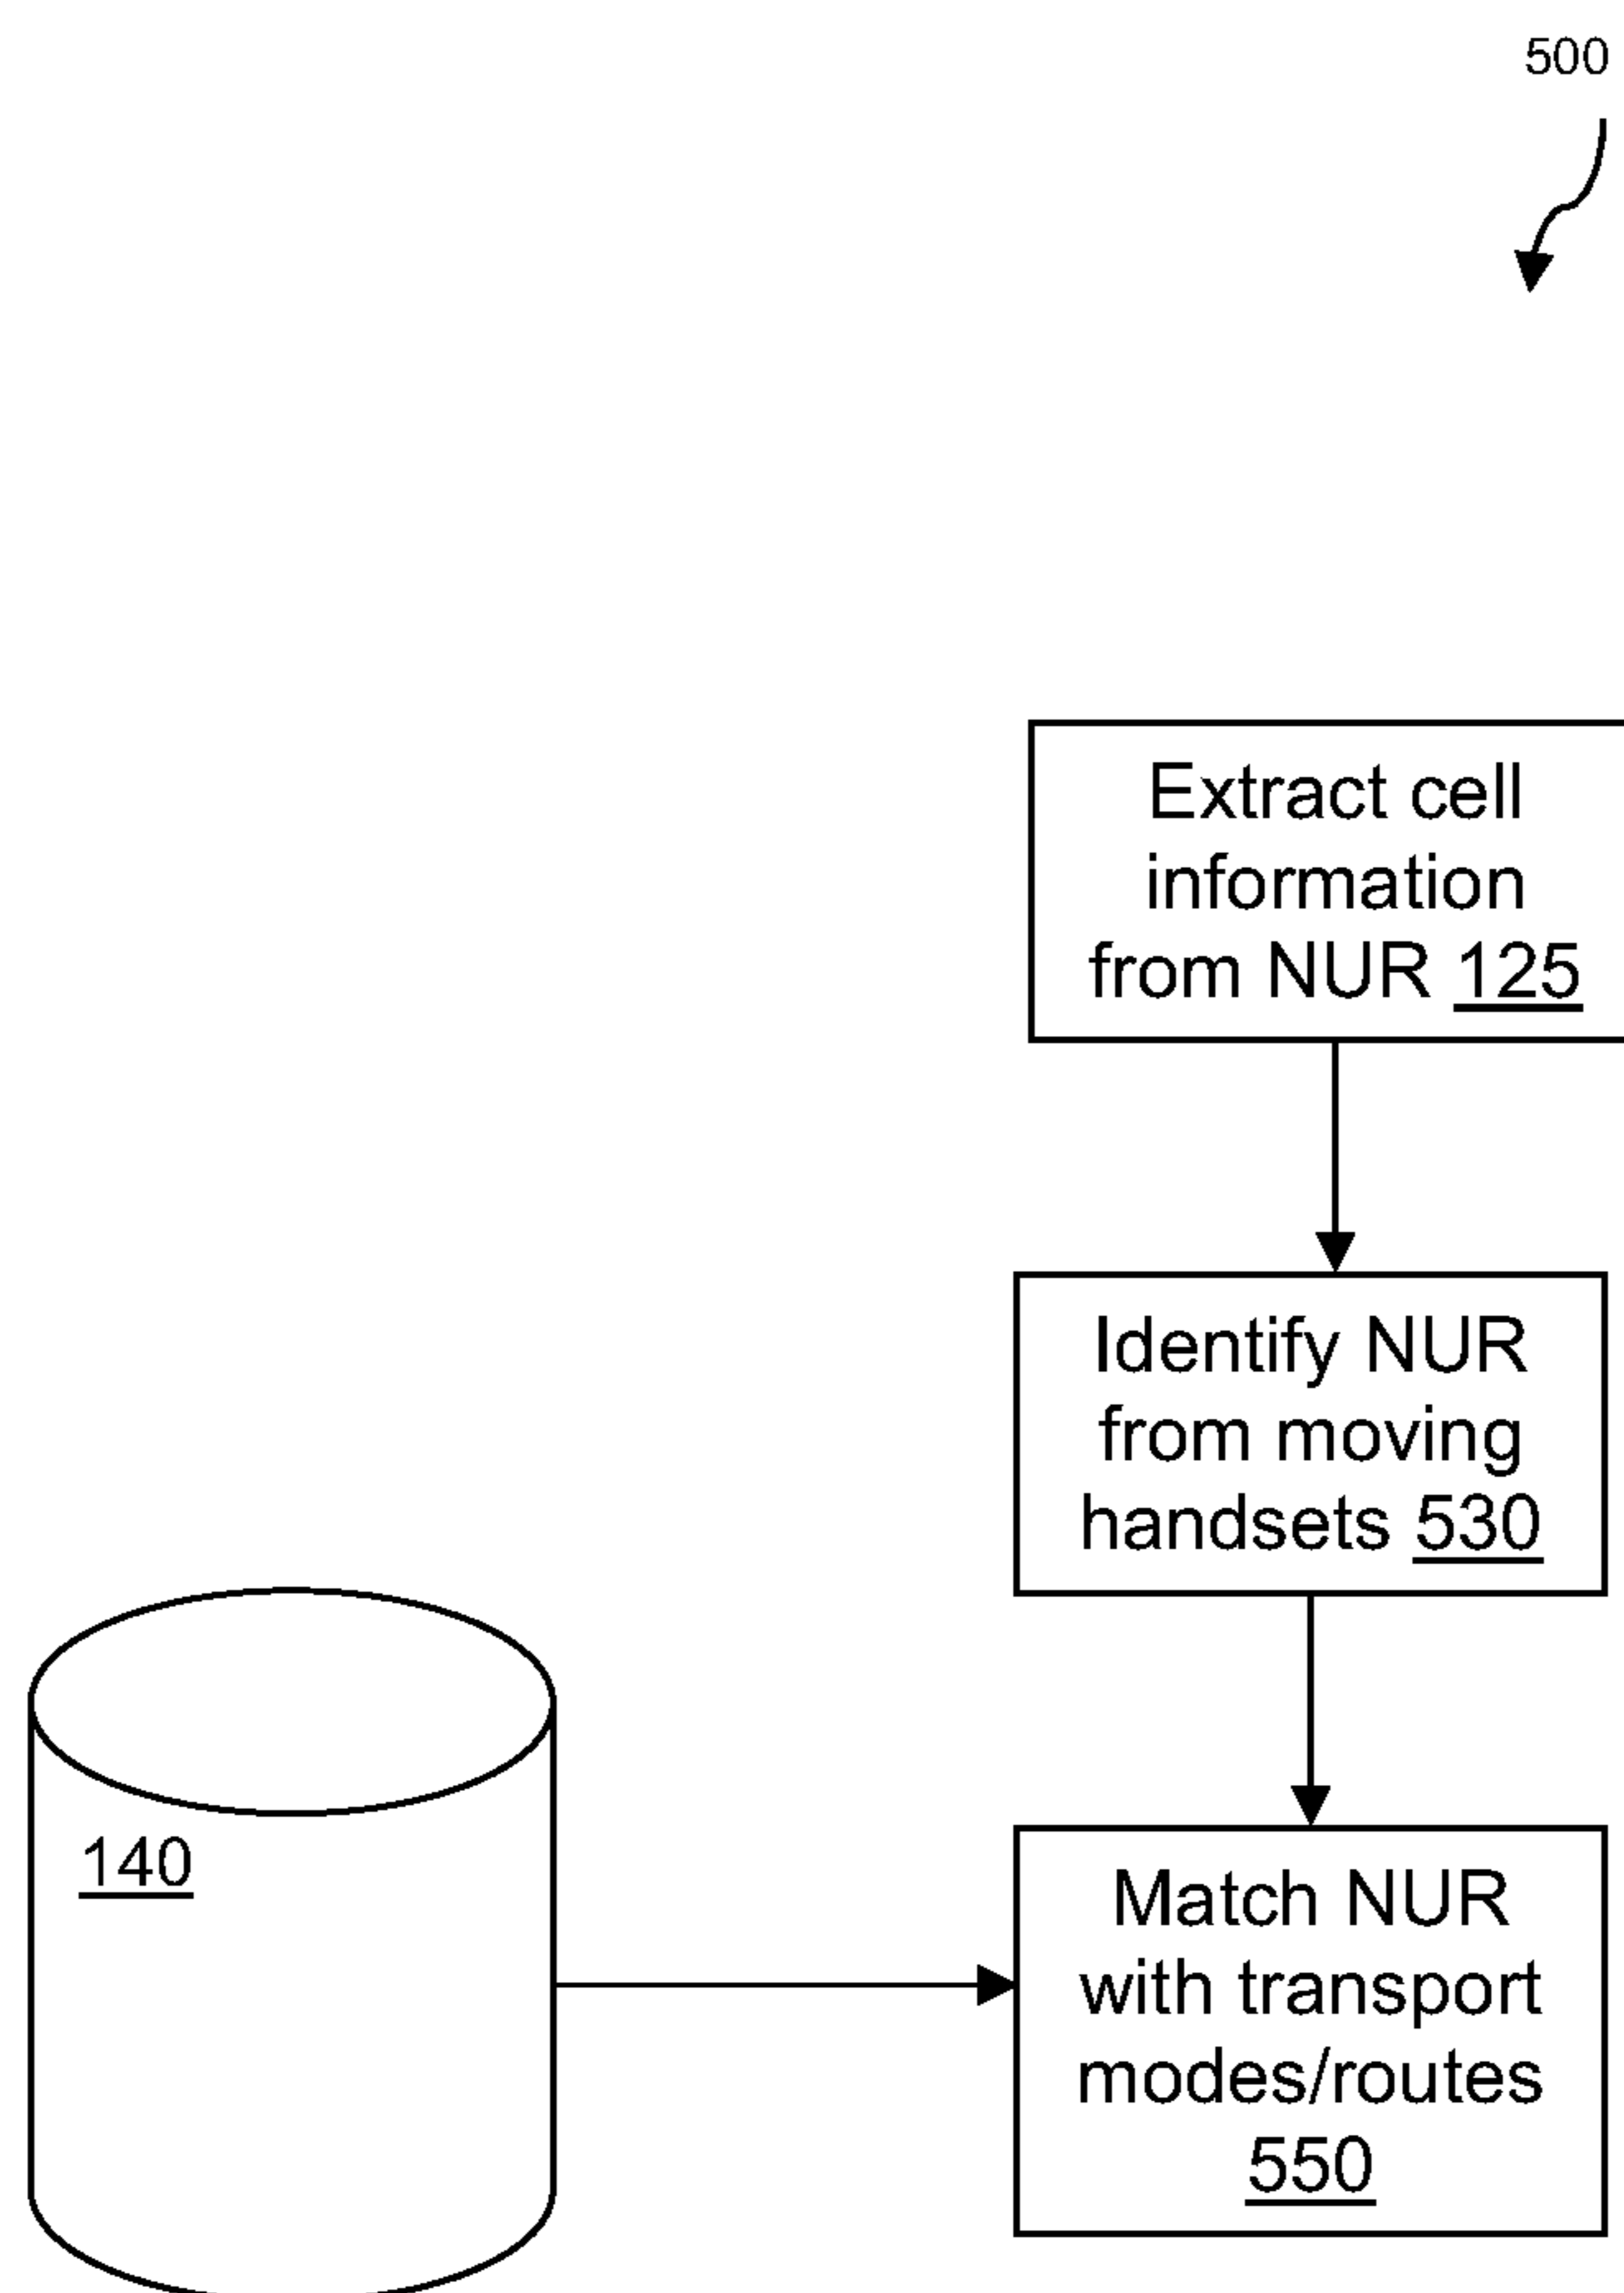 500
Extract cell
information
from NUR 125
Identify NUR
from moving
handsets 530
140
Match NUR
with transport
modes/routes
550